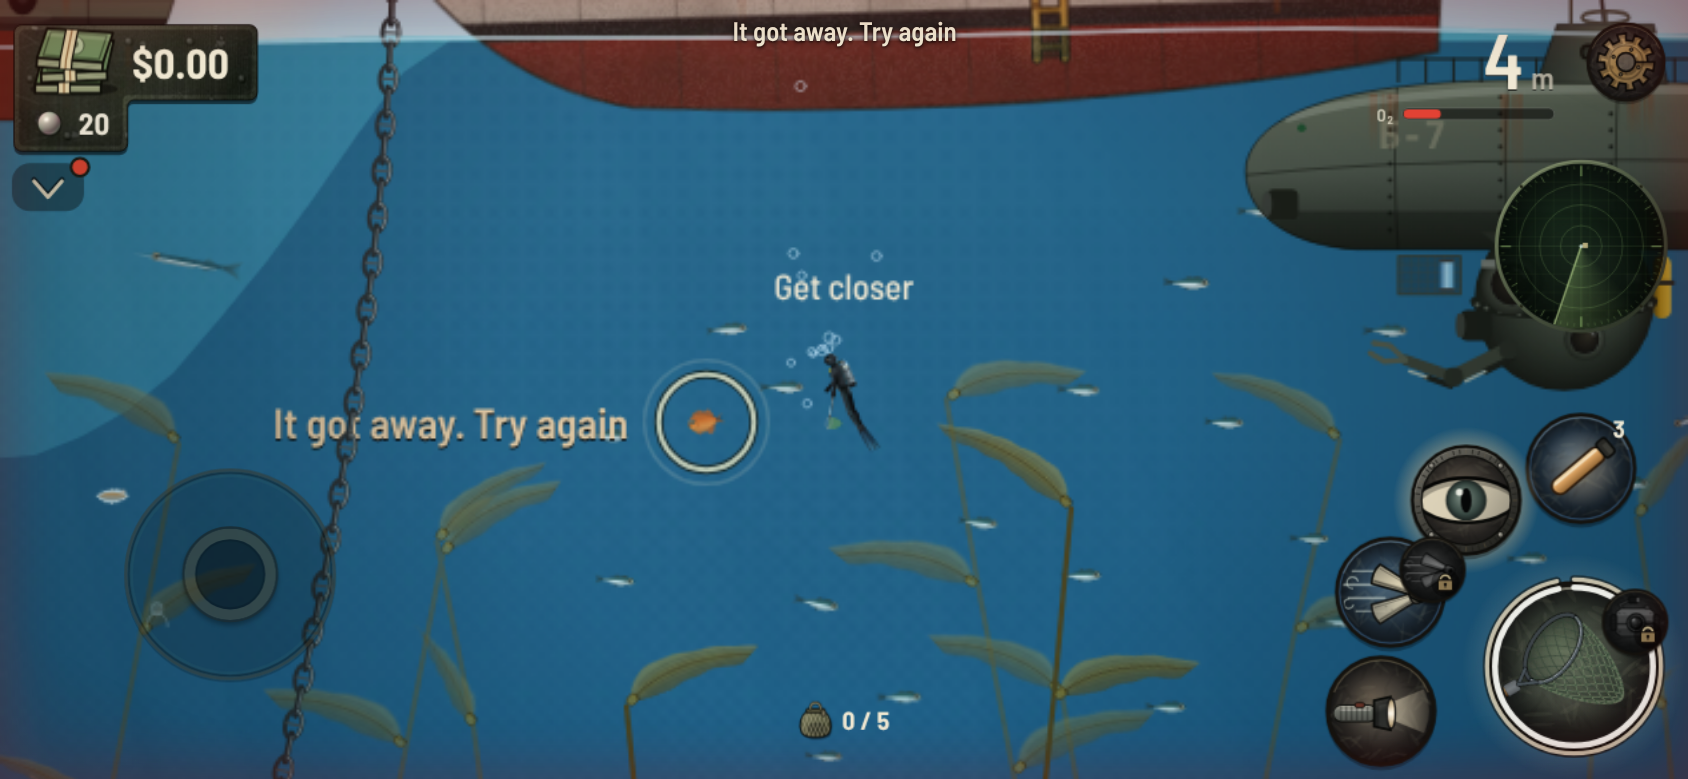 It got away. Try again
$0.00
4 m
20
O₂
B-7
Get closer
It got away. Try again
3
0 / 5